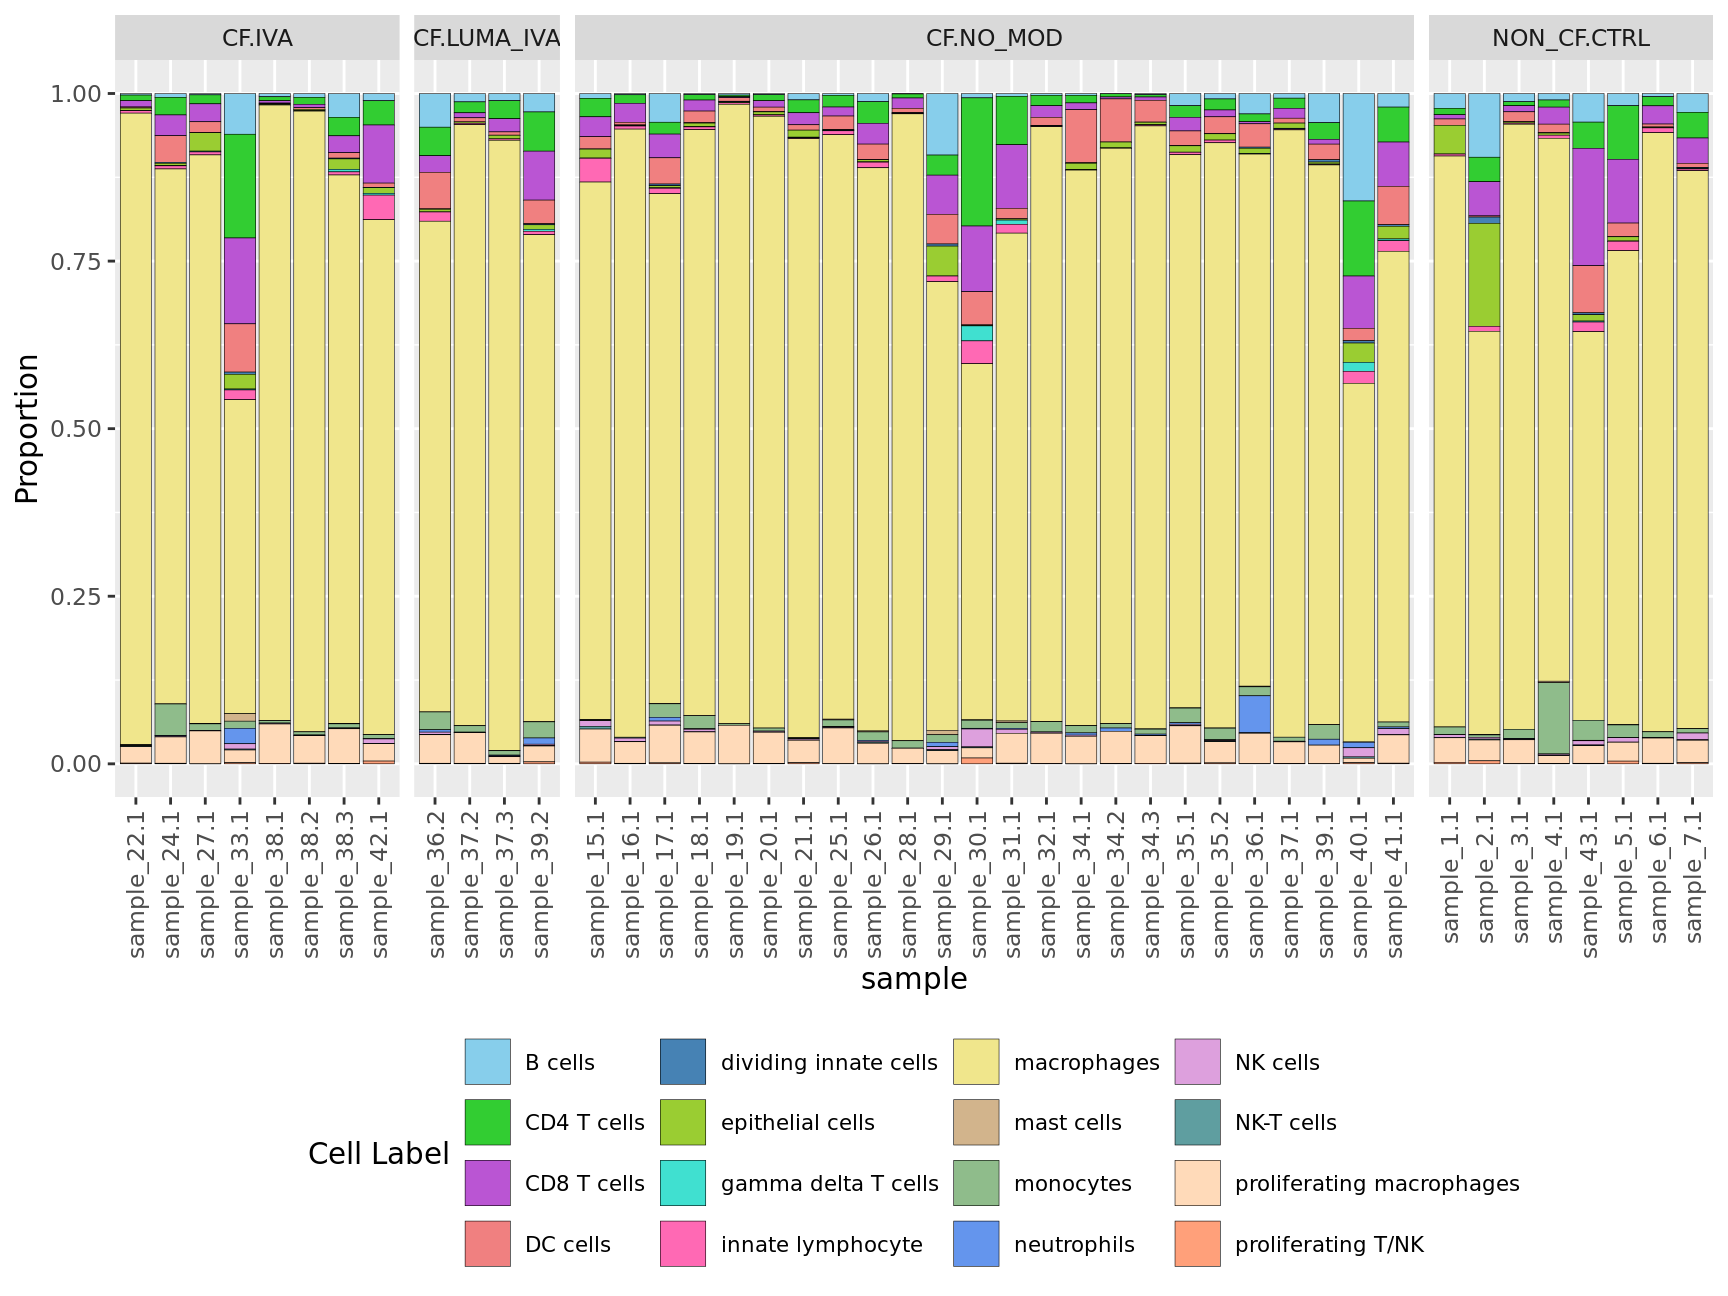 CF.IVA CF.LUMA_IVA CF.NO_MOD NON_CF.CTRL
1.00
0.75
0.50
0.25
0.00
Proportion
sample_22.1
sample_24.1
sample_27.1
sample_33.1
sample_38.1
sample_38.2
sample_38.3
sample_42.1
sample_36.2
sample_37.2
sample_37.3
sample_39.2
sample_15.1
sample_16.1
sample_17.1
sample_18.1
sample_19.1
sample_20.1
sample_21.1
sample_25.1
sample_26.1
sample_28.1
sample_29.1
sample_30.1
sample_31.1
sample_32.1
sample_34.1
sample_34.2
sample_34.3
sample_35.1
sample_35.2
sample_36.1
sample_37.1
sample_39.1
sample_40.1
sample_41.1
sample_1.1
sample_2.1
sample_3.1
sample_4.1
sample_43.1
sample_5.1
sample_6.1
sample_7.1
sample
Cell Label
B cells
CD4 T cells
CD8 T cells
DC cells
dividing innate cells
epithelial cells
gamma delta T cells
innate lymphocyte
macrophages
mast cells
monocytes
neutrophils
NK cells
NK-T cells
proliferating macrophages
proliferating T/NK